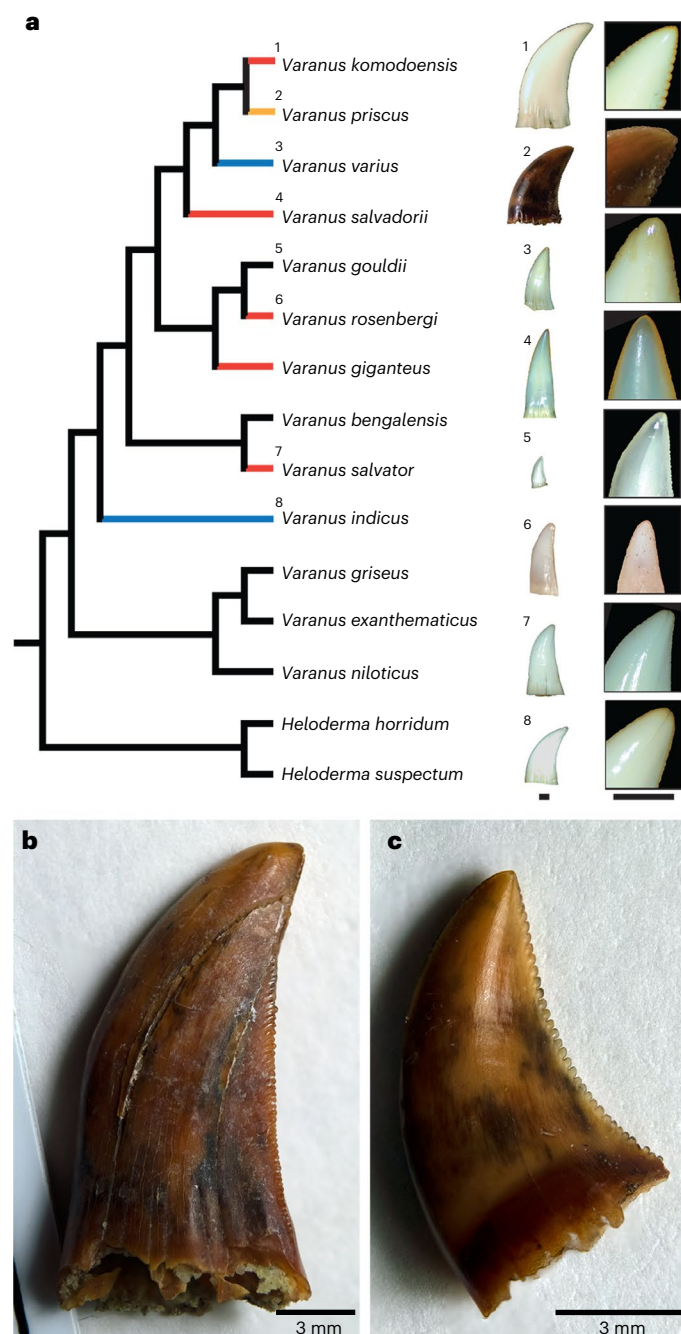 a
1
Varanus komodoensis
2
Varanus priscus
3
Varanus varius
4
Varanus salvadorii
5
Varanus gouldii
6
Varanus rosenbergi
Varanus giganteus
Varanus bengalensis
7
Varanus salvator
8
Varanus indicus
Varanus griseus
Varanus exanthematicus
Varanus niloticus
Heloderma horridum
Heloderma suspectum
1
2
3
4
5
6
7
8
b
3 mm
c
3 mm